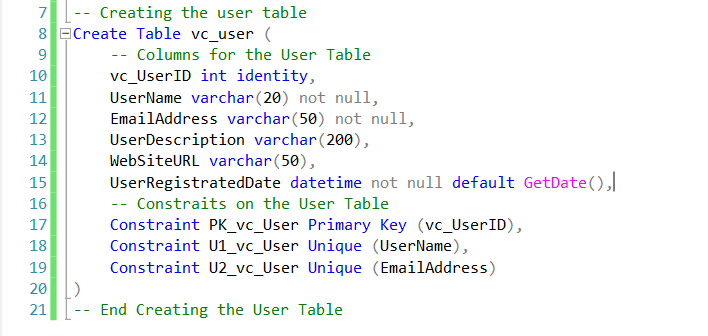 7 -- Creating the user table
8 Create Table vc_user (
9 -- Columns for the User Table
10 vc_UserID int identity,
11 UserName varchar(20) not null,
12 EmailAddress varchar(50) not null,
13 UserDescription varchar(200),
14 WebSiteURL varchar(50),
15 UserRegistratedDate datetime not null default GetDate(),
16 -- Constraits on the User Table
17 Constraint PK_vc_User Primary Key (vc_UserID),
18 Constraint U1_vc_User Unique (UserName),
19 Constraint U2_vc_User Unique (EmailAddress)
20 )
21 -- End Creating the User Table